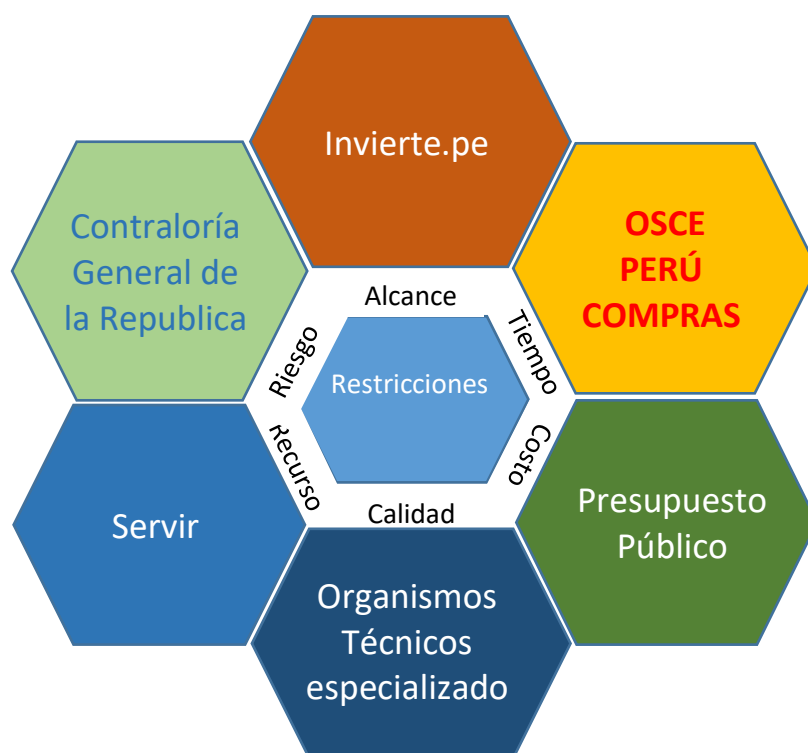 Invierte.pe
Contraloría
General de
la Republica
OSCE
PERÚ
COMPRAS
Alcance
Riesgo
Tiempo
Restricciones
Recurso
Costo
Calidad
Servir
Presupuesto
Público
Organismos
Técnicos
especializado